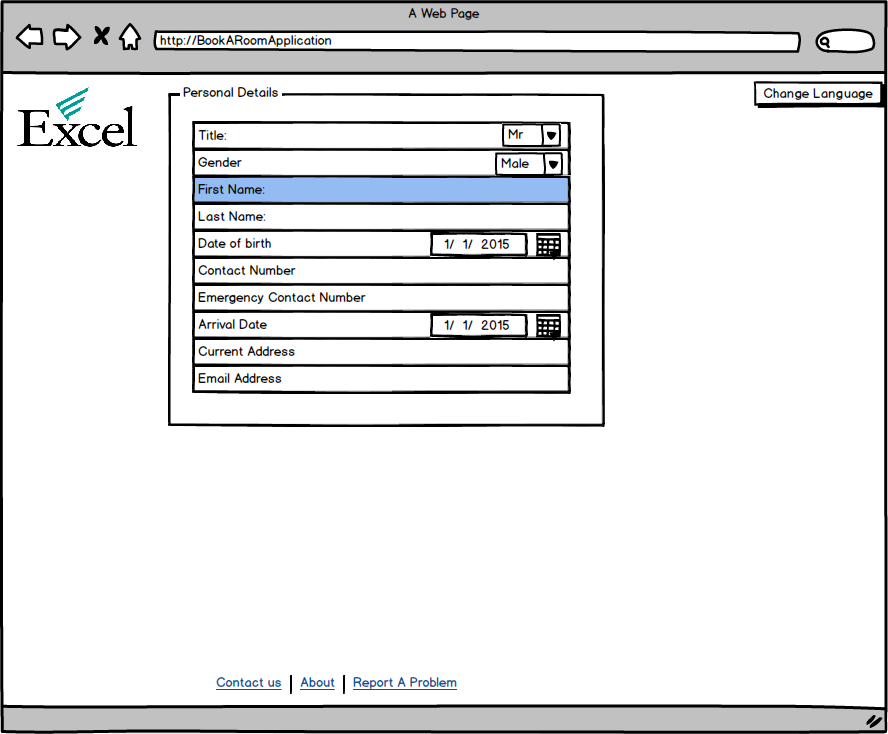 A Web Page
http://BookARoomApplication
Change Language
Excel
Personal Details
Title: Mr
Gender Male
First Name:
Last Name:
Date of birth 1/ 1/ 2015
Contact Number
Emergency Contact Number
Arrival Date 1/ 1/ 2015
Current Address
Email Address
Contact us About Report A Problem